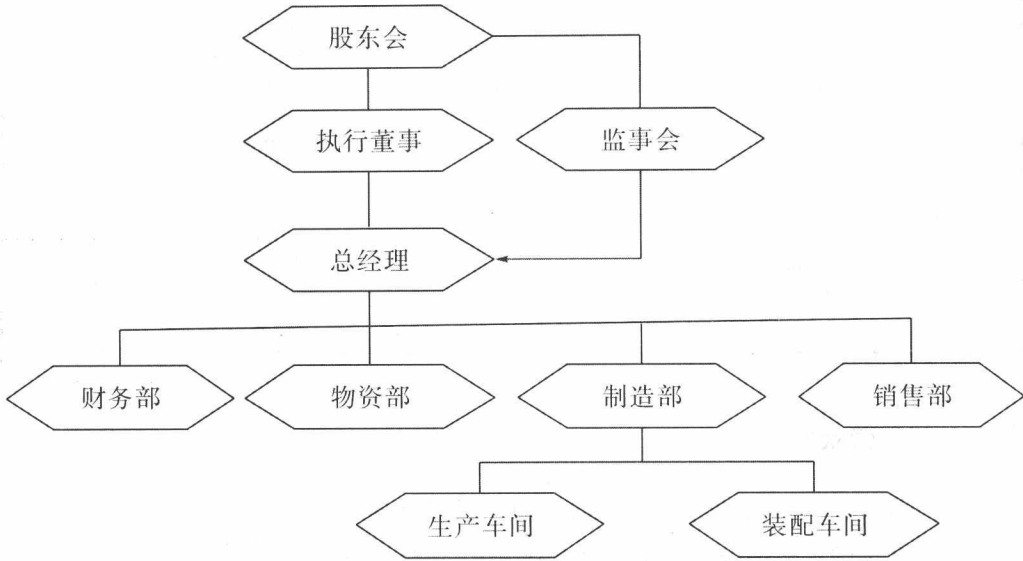 股东会
执行董事
监事会
总经理
财务部
物资部
制造部
销售部
生产车间
装配车间